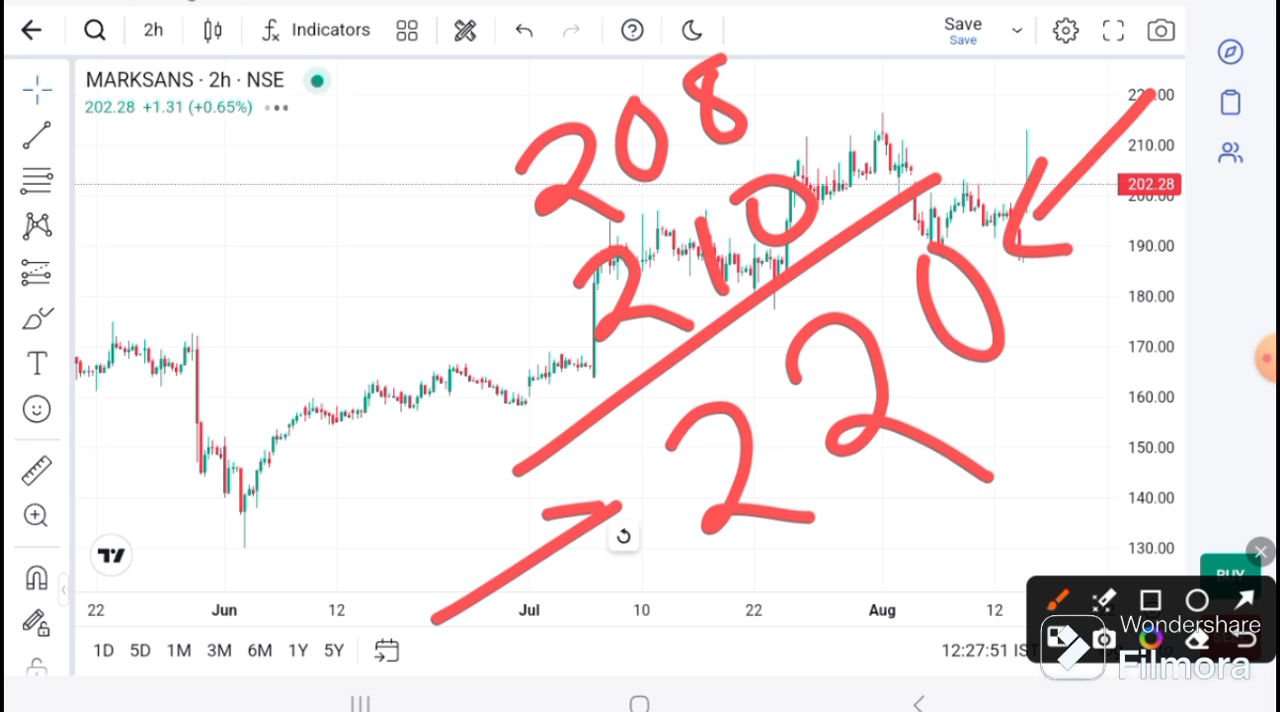 2h
Indicators
Save
Save
MARKSANS · 2h · NSE
202.28 +1.31 (+0.65%)
210.00
202.28
200.00
190.00
180.00
170.00
160.00
150.00
140.00
130.00
208
210
220
22 Jun 12 Jul 10 22 Aug 12
1D 5D 1M 3M 6M 1Y 5Y
12:27:51 IST
BUY
Wondershare
Filmora